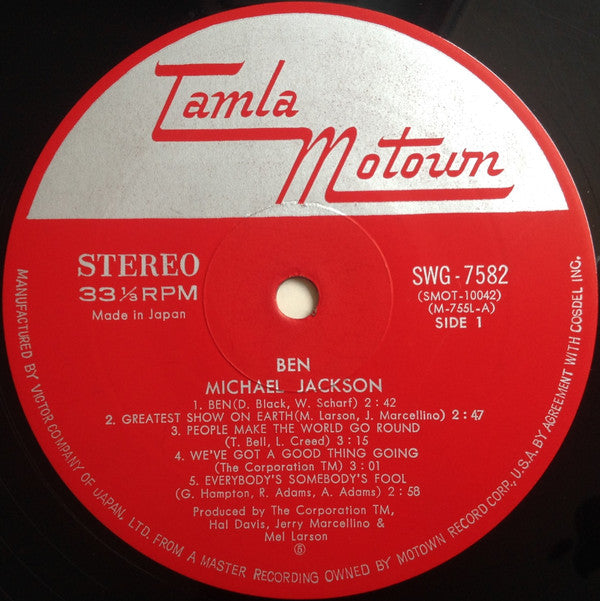 Tamla
Motown
STEREO
33⅓RPM
Made in Japan
SWG-7582
(SMOT-10042)
(M-755L-A)
SIDE 1
BEN
MICHAEL JACKSON
1. BEN(D. Black, W. Scharf) 2:42
2. GREATEST SHOW ON EARTH(M. Larson, J. Marcellino) 2:47
3. PEOPLE MAKE THE WORLD GO ROUND
(T. Bell, L. Creed) 3:15
4. WE'VE GOT A GOOD THING GOING
(The Corporation TM) 3:01
5. EVERYBODY'S SOMEBODY'S FOOL
(G. Hampton, R. Adams, A. Adams) 2:58
Produced by The Corporation TM,
Hal Davis, Jerry Marcellino &
Mel Larson
⑥
MANUFACTURED BY VICTOR COMPANY OF JAPAN, LTD. FROM A MASTER RECORDING OWNED BY MOTOWN RECORD CORP., U.S.A. BY AGREEMENT WITH COSDEL INC.